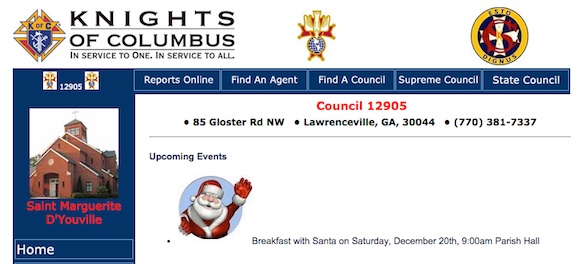 KNIGHTS
OF COLUMBUS
IN SERVICE TO ONE. IN SERVICE TO ALL.
K of C
ESTO DIGNUS
12905
Reports Online Find An Agent Find A Council Supreme Council State Council
Council 12905
• 85 Gloster Rd NW • Lawrenceville, GA, 30044 • (770) 381-7337
Upcoming Events
Saint Marguerite
D'Youville
• Breakfast with Santa on Saturday, December 20th, 9:00am Parish Hall
Home